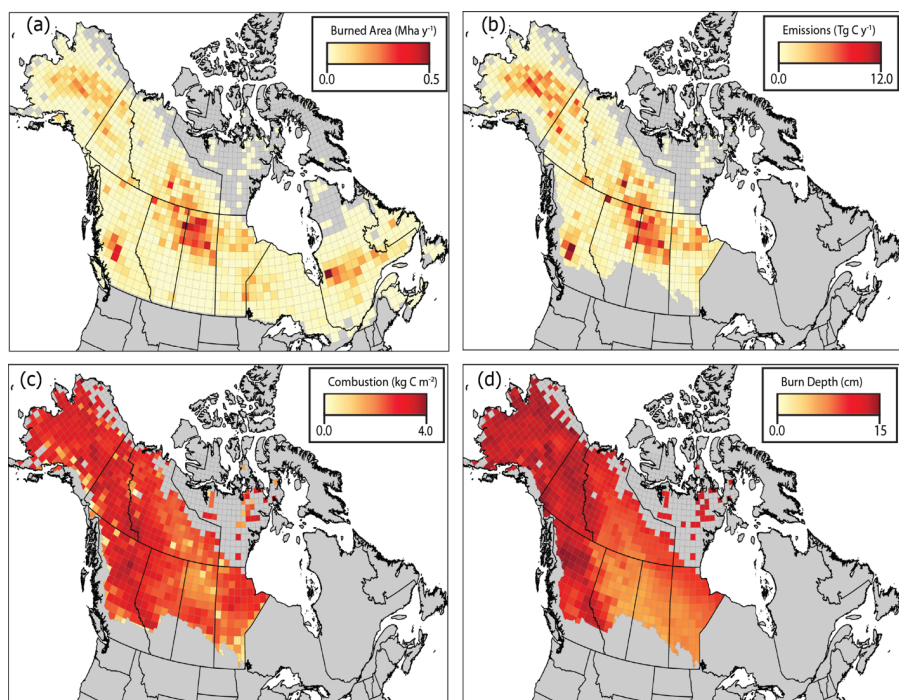 (a)
Burned Area (Mha y⁻¹)
0.0 0.5
(b)
Emissions (Tg C y⁻¹)
0.0 12.0
(c)
Combustion (kg C m⁻²)
0.0 4.0
(d)
Burn Depth (cm)
0.0 15